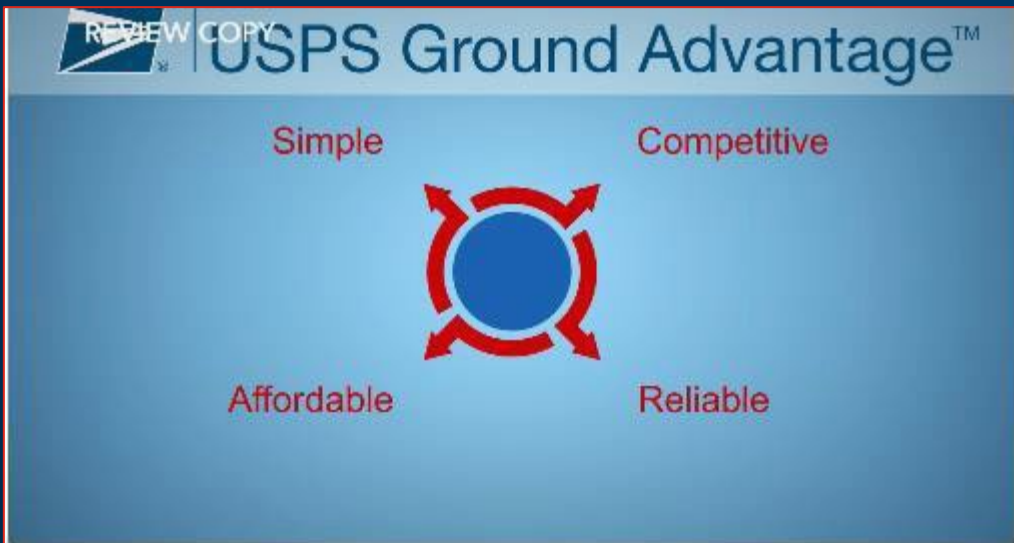 REVIEW COPY
USPS Ground Advantage™
Simple
Competitive
Affordable
Reliable